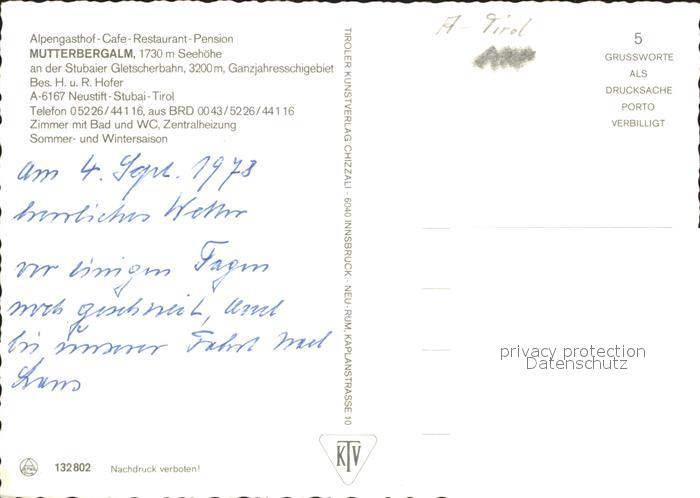 Alpengasthof-Cafe-Restaurant-Pension
MUTTERBERGALM, 1730 m Seehöhe
an der Stubaier Gletscherbahn, 3200m, Ganzjahresschigebiet
Bes. H. u. R. Hofer
A-6167 Neustift-Stubai-Tirol
Telefon 05226/44116, aus BRD 0043/5226/44116
Zimmer mit Bad und WC, Zentralheizung
Sommer- und Wintersaison
am 4. Sept. 1978
herrliches Wetter
vor einigen Tagen
noch geschneit,
bei unserer Fahrt nach
132802 Nachdruck verboten!
TIROLER KUNSTVERLAG CHIZZALI · 6040 INNSBRUCK · NEU-RUM, KAPLANSTRASSE 10
KTV
A - Tirol
5
GRUSSWORTE
ALS
DRUCKSACHE
PORTO
VERBILLIGT
privacy protection
Datenschutz